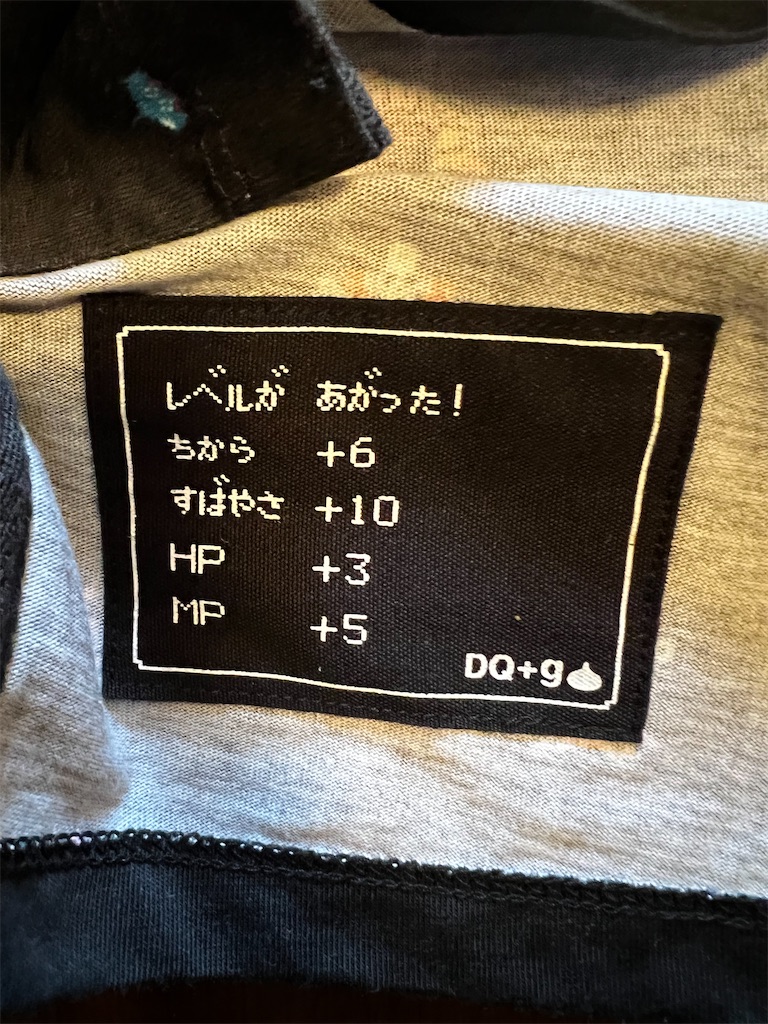 レベルが あがった！
ちから +6
すばやさ +10
HP +3
MP +5
DQ+g